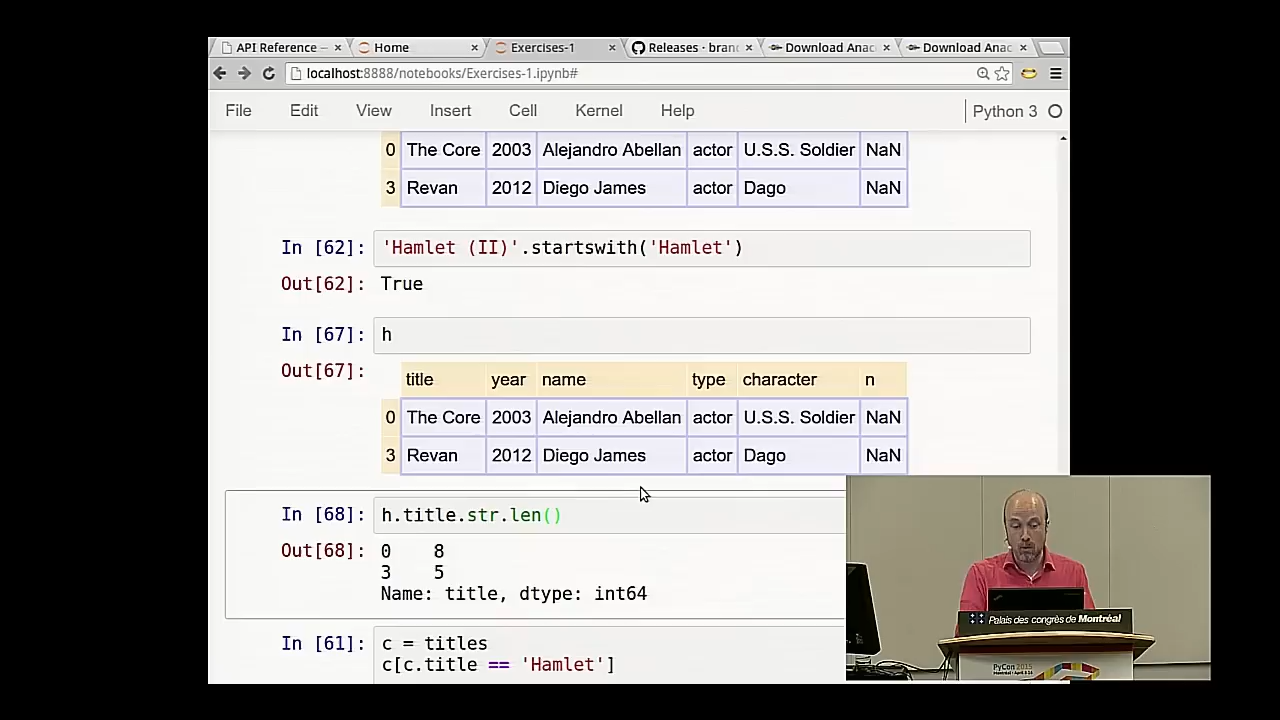 API Reference – × Home × Exercises-1 × Releases · bran × Download Anac × Download Anac ×
localhost:8888/notebooks/Exercises-1.ipynb#
File Edit View Insert Cell Kernel Help Python 3
0 The Core 2003 Alejandro Abellan actor U.S.S. Soldier NaN
3 Revan 2012 Diego James actor Dago NaN
In [62]: 'Hamlet (II)'.startswith('Hamlet')
Out[62]: True
In [67]: h
Out[67]:
title year name type character n
0 The Core 2003 Alejandro Abellan actor U.S.S. Soldier NaN
3 Revan 2012 Diego James actor Dago NaN
In [68]: h.title.str.len()
Out[68]: 0 8
3 5
Name: title, dtype: int64
In [61]: c = titles
c[c.title == 'Hamlet']
Palais des congrès de Montréal
PyCon 2015